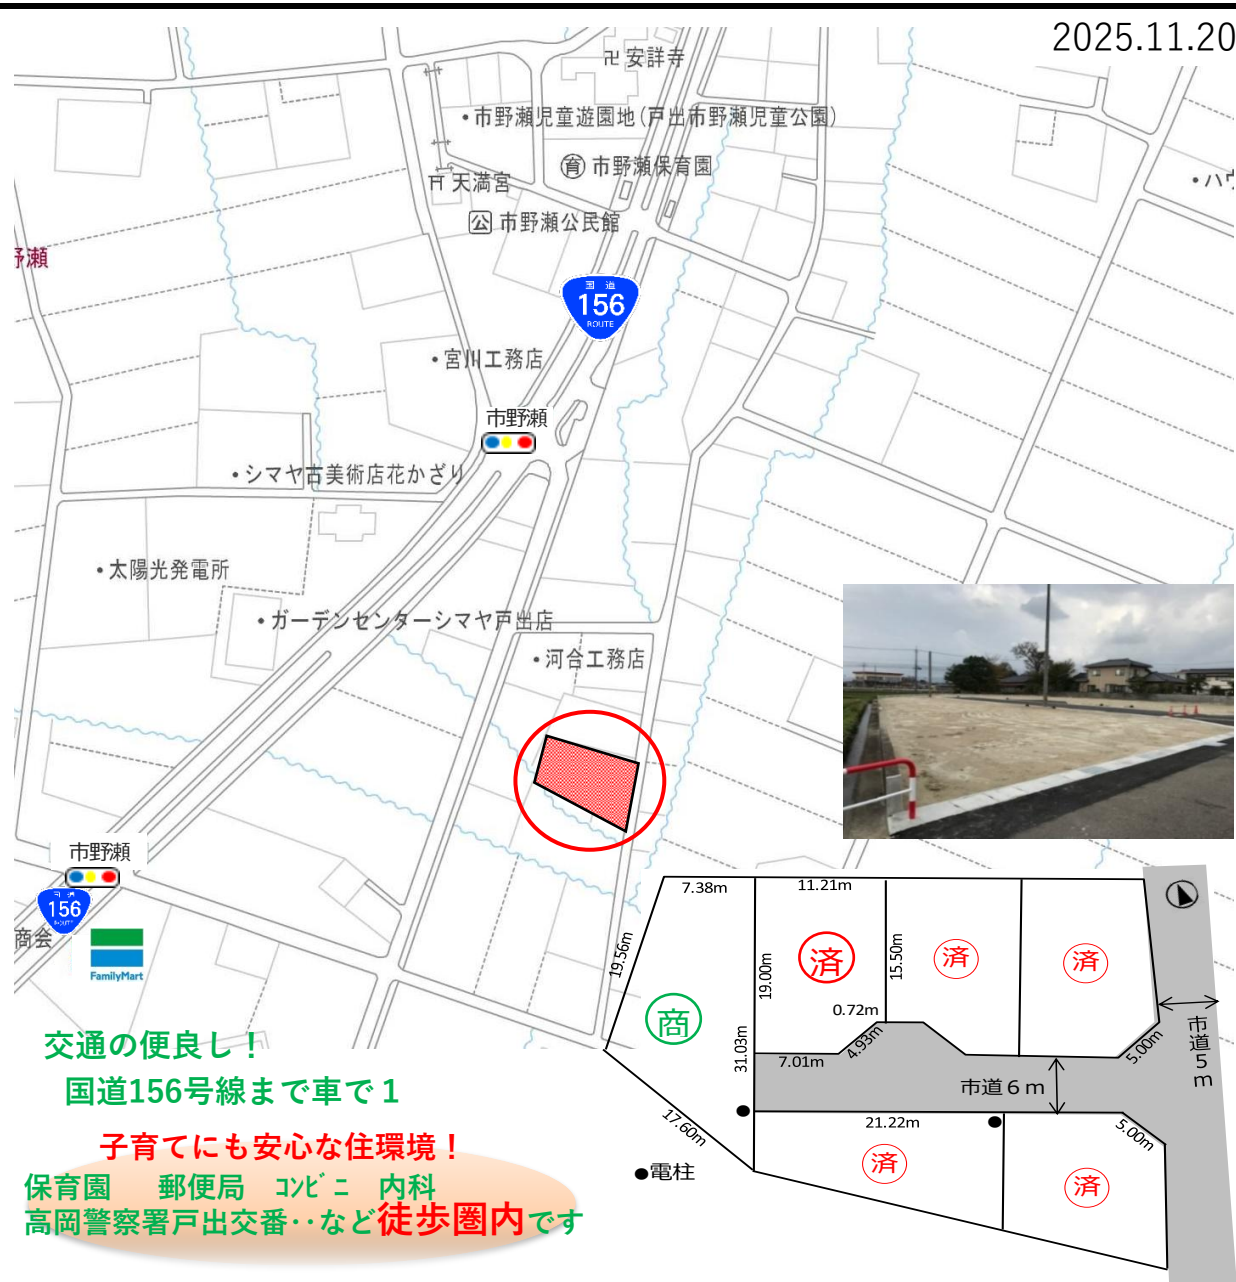 2025.11.20
卍 安詳寺
・市野瀬児童遊園地(戸出市野瀬児童公園)
育 市野瀬保育園
天満宮
公 市野瀬公民館
・ハウ
野瀬
国道
156
ROUTE
・宮川工務店
市野瀬
・シマヤ古美術店花かざり
・太陽光発電所
・ガーデンセンターシマヤ戸出店
・河合工務店
市野瀬
国道
156
ROUTE
商会
FamilyMart
7.38m
11.21m
19.56m
19.00m
15.50m
済
済
済
商
0.72m
4.93m
7.01m
31.03m
5.00m
市道5m
市道6m
17.60m
21.22m
5.00m
済
済
●電柱
交通の便良し！
国道156号線まで車で1
子育てにも安心な住環境！
保育園 郵便局 ｺﾝﾋﾞﾆ 内科
高岡警察署戸出交番‥など徒歩圏内です